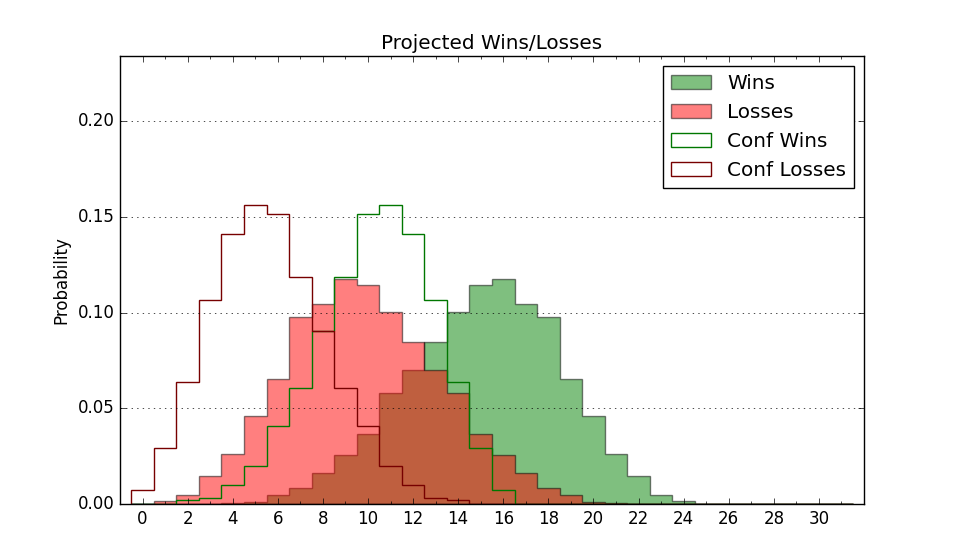 Projected Wins/Losses
Wins
Losses
Conf Wins
Conf Losses
Probability
0.20
0.15
0.10
0.05
0.00
0 2 4 6 8 10 12 14 16 18 20 22 24 26 28 30